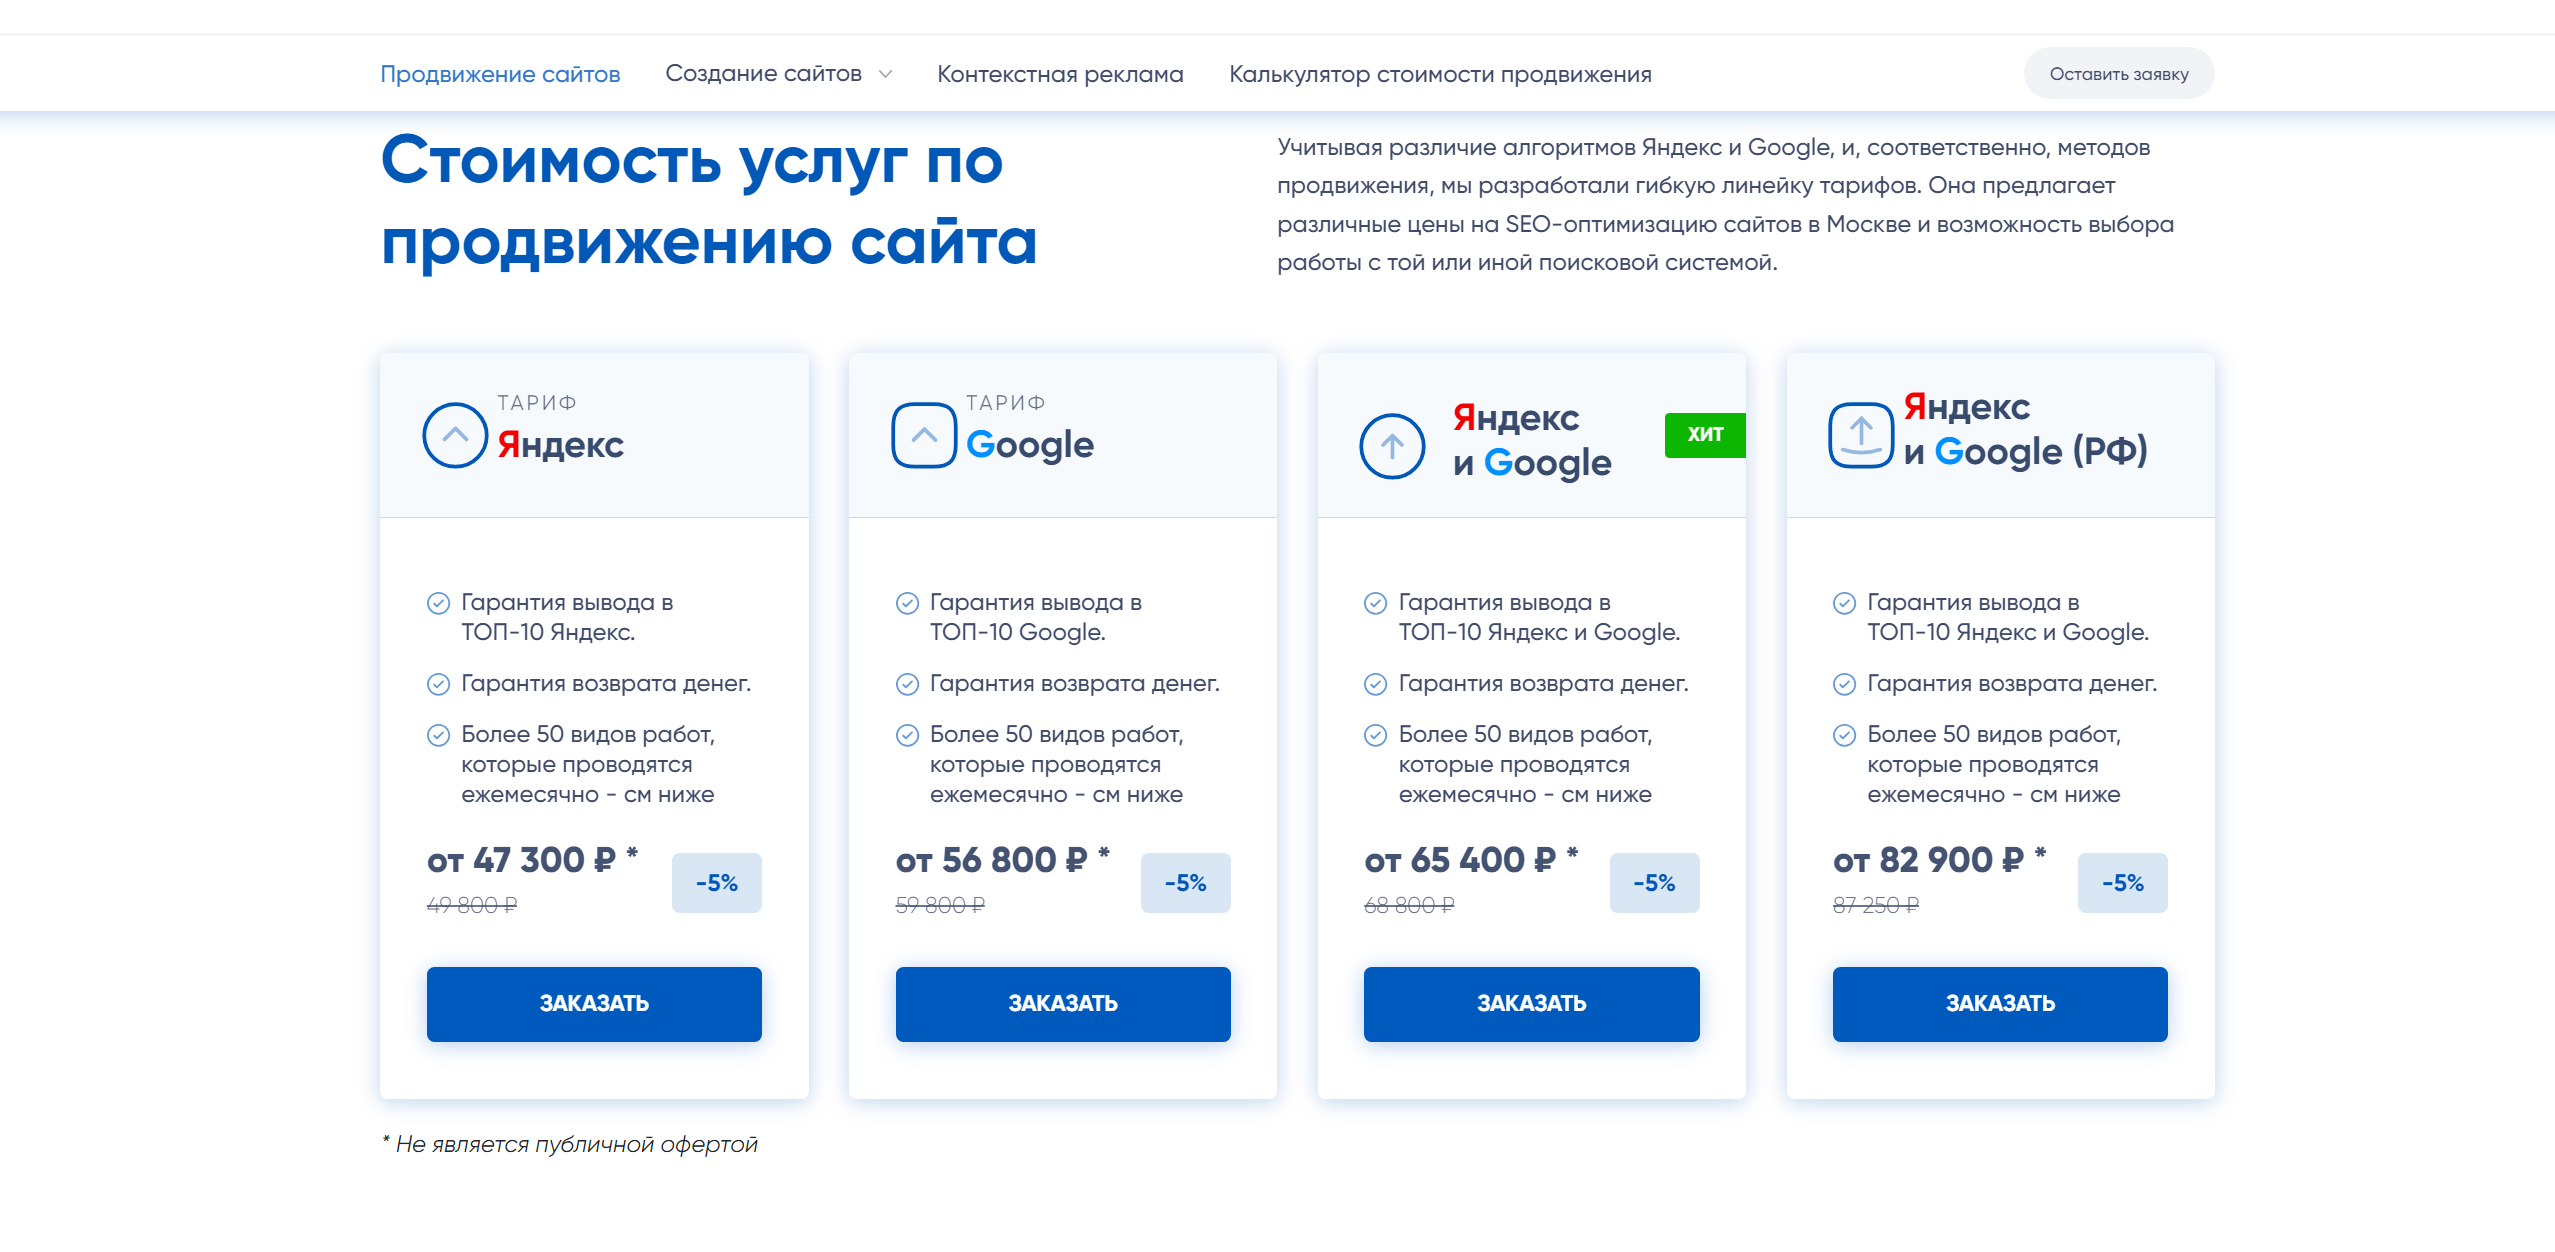 Продвижение сайтов
Создание сайтов
Контекстная реклама
Калькулятор стоимости продвижения
Оставить заявку
Стоимость услуг по
продвижению сайта
Учитывая различие алгоритмов Яндекс и Google, и, соответственно, методов
продвижения, мы разработали гибкую линейку тарифов. Она предлагает
различные цены на SEO-оптимизацию сайтов в Москве и возможность выбора
работы с той или иной поисковой системой.
ТАРИФ
Яндекс
Гарантия вывода в
ТОП-10 Яндекс.
Гарантия возврата денег.
Более 50 видов работ,
которые проводятся
ежемесячно - см ниже
от 47 300 ₽ *
49 800 ₽
-5%
ЗАКАЗАТЬ
ТАРИФ
Google
Гарантия вывода в
ТОП-10 Google.
Гарантия возврата денег.
Более 50 видов работ,
которые проводятся
ежемесячно - см ниже
от 56 800 ₽ *
59 800 ₽
-5%
ЗАКАЗАТЬ
Яндекс
и Google
ХИТ
Гарантия вывода в
ТОП-10 Яндекс и Google.
Гарантия возврата денег.
Более 50 видов работ,
которые проводятся
ежемесячно - см ниже
от 65 400 ₽ *
68 800 ₽
-5%
ЗАКАЗАТЬ
Яндекс
и Google (РФ)
Гарантия вывода в
ТОП-10 Яндекс и Google.
Гарантия возврата денег.
Более 50 видов работ,
которые проводятся
ежемесячно - см ниже
от 82 900 ₽ *
87 250 ₽
-5%
ЗАКАЗАТЬ
* Не является публичной офертой